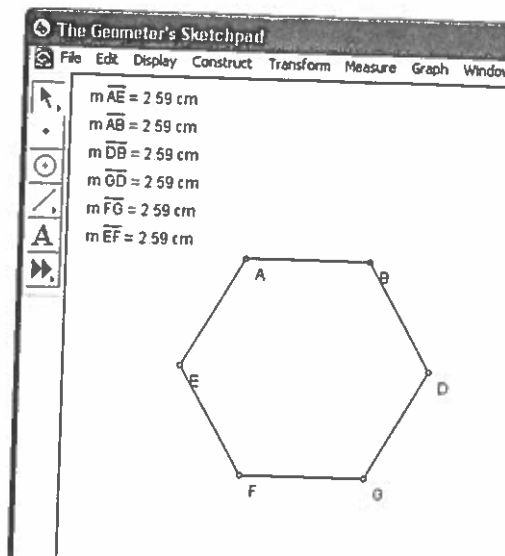 The Geometer's Sketchpad
File Edit Display Construct Transform Measure Graph Window
m AE = 2.59 cm
m AB = 2.59 cm
m DB = 2.59 cm
m GD = 2.59 cm
m FG = 2.59 cm
m EF = 2.59 cm
A
A B
E D
F G